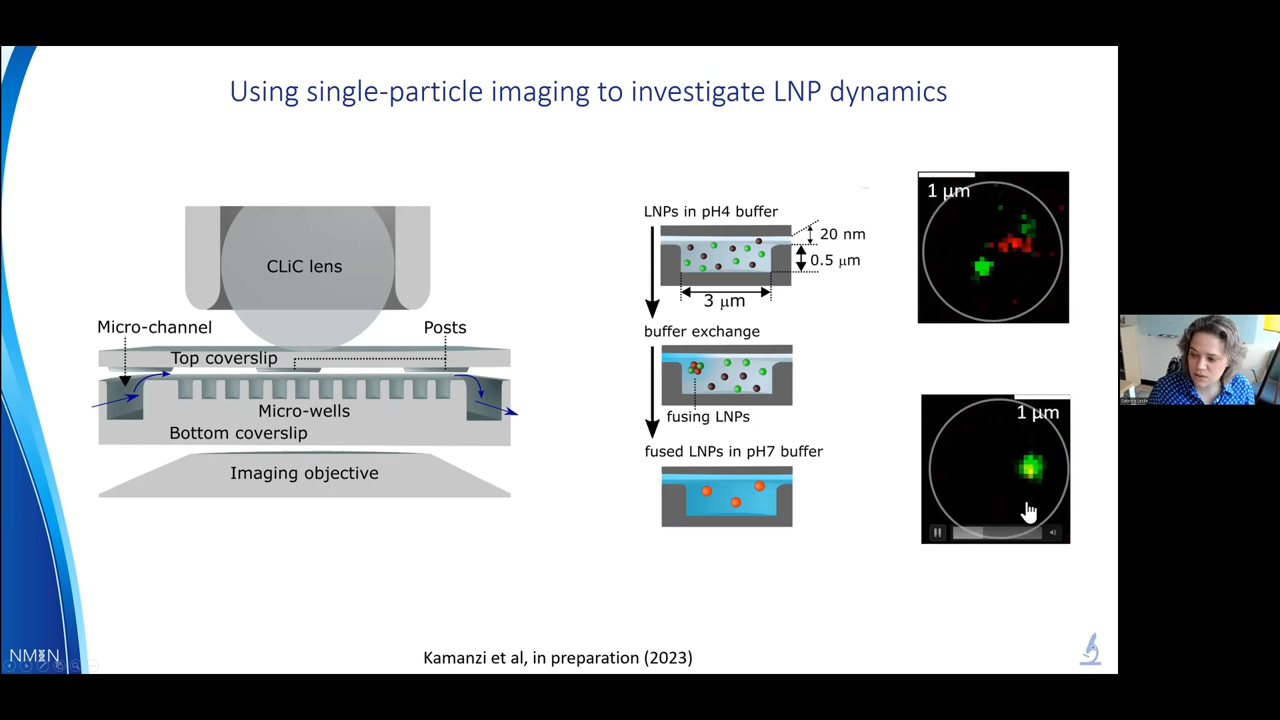 Using single-particle imaging to investigate LNP dynamics
CLiC lens
Micro-channel
Posts
Top coverslip
Micro-wells
Bottom coverslip
Imaging objective
LNPs in pH4 buffer
20 nm
0.5 μm
3 μm
buffer exchange
fusing LNPs
fused LNPs in pH7 buffer
1 μm
1 μm
Kamanzi et al, in preparation (2023)
NMIN